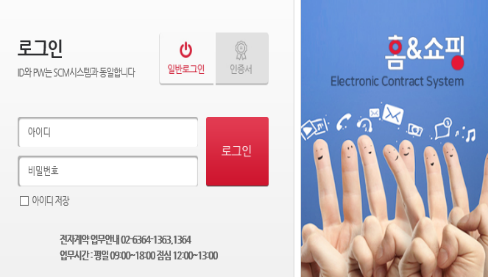 로그인
ID와 PW는 SCM시스템과 동일합니다
일반로그인
인증서
아이디
비밀번호
로그인
아이디 저장
전자계약 업무안내 02-6364-1363,1364
업무시간 : 평일 09:00~18:00 점심 12:00~13:00
홈&쇼핑
Electronic Contract System